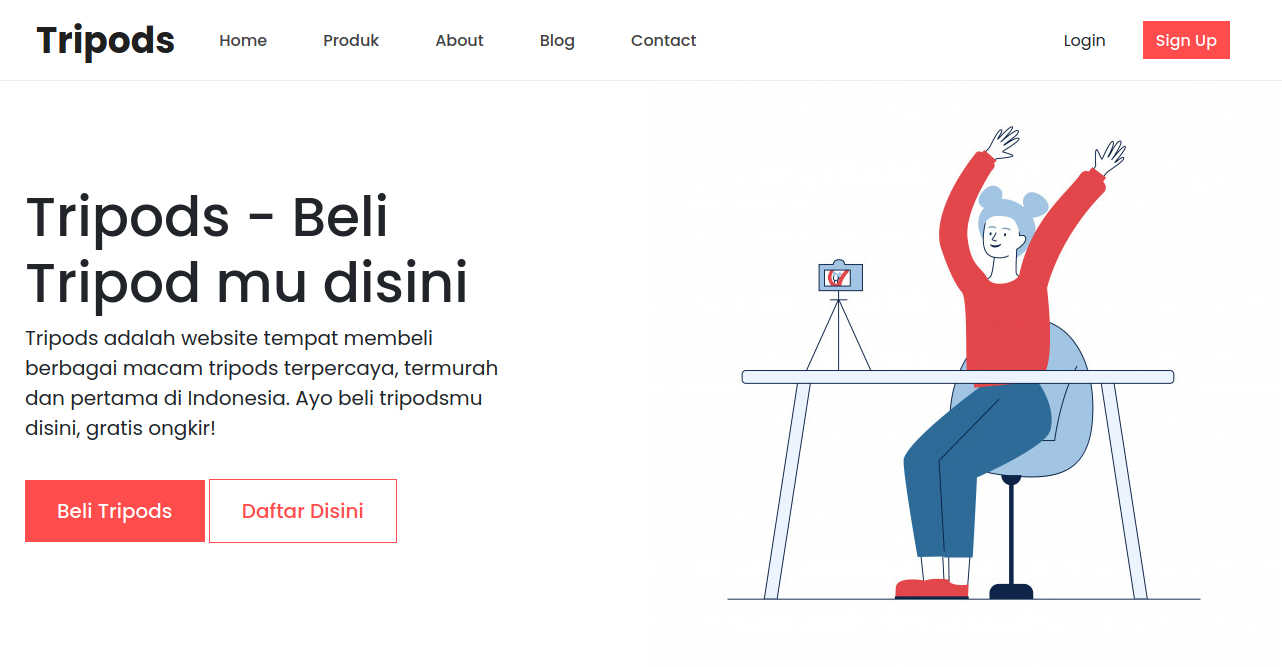 Tripods
Home
Produk
About
Blog
Contact
Login
Sign Up
Tripods - Beli
Tripod mu disini
Tripods adalah website tempat membeli
berbagai macam tripods terpercaya, termurah
dan pertama di Indonesia. Ayo beli tripodsmu
disini, gratis ongkir!
Beli Tripods
Daftar Disini